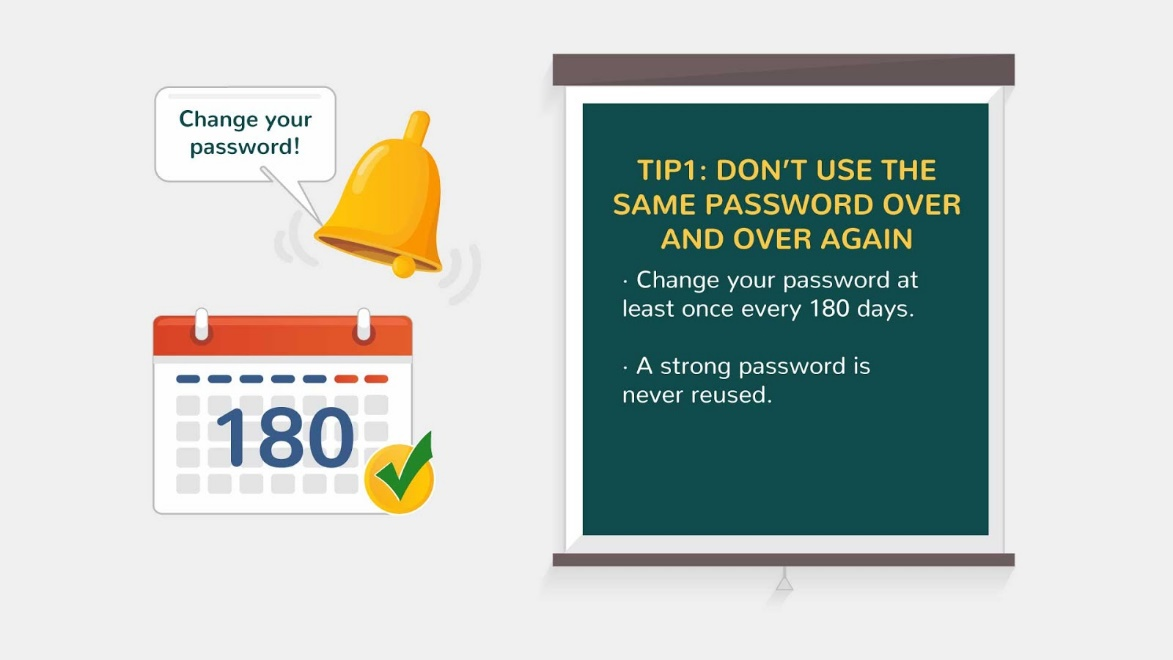 Change your
password!
180
TIP1: DON'T USE THE
SAME PASSWORD OVER
AND OVER AGAIN
· Change your password at
least once every 180 days.
· A strong password is
never reused.